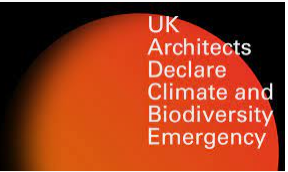 UK
Architects
Declare
Climate and
Biodiversity
Emergency